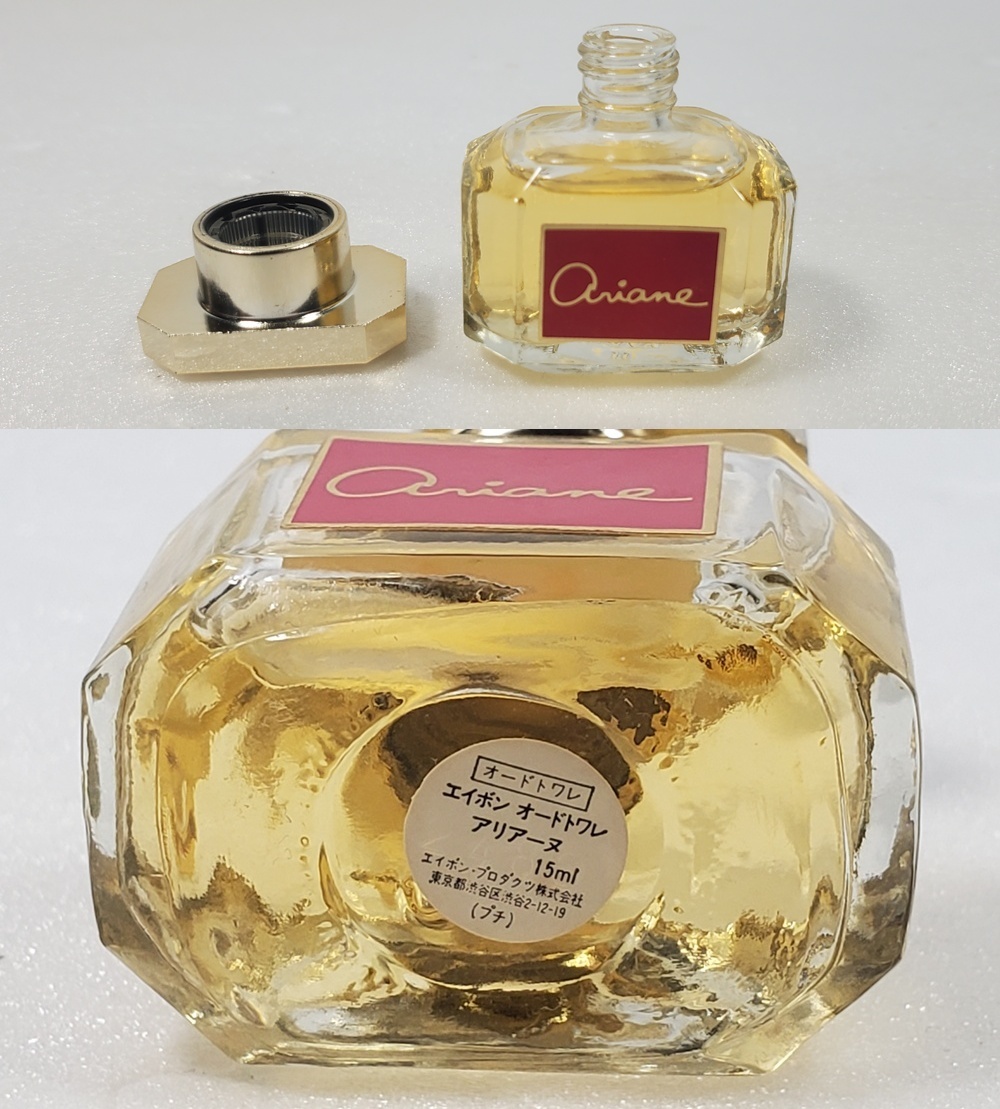 Ariane
Ariane
オードトワレ
エイボン オードトワレ
アリアーヌ
15ml
エイボン・プロダクツ株式会社
東京都渋谷区渋谷2-12-19
(プチ)